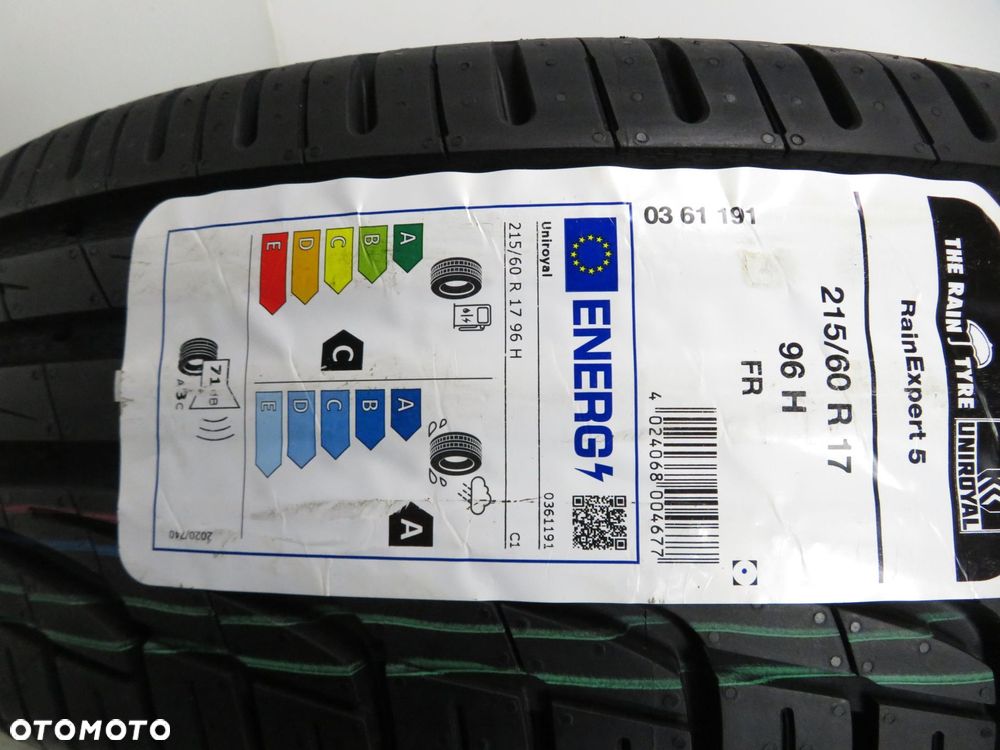 THE RAIN TYRE
UNIROYAL
RainExpert 5
215/60 R 17
96 H
FR
03 61 191
4 024068 004677
ENERG
Uniroyal
0361191
215/60 R 17 96 H
C1
A
B
C
D
E
C
A
B
C
D
E
A
71 dB
2020/740
OTOMOTO